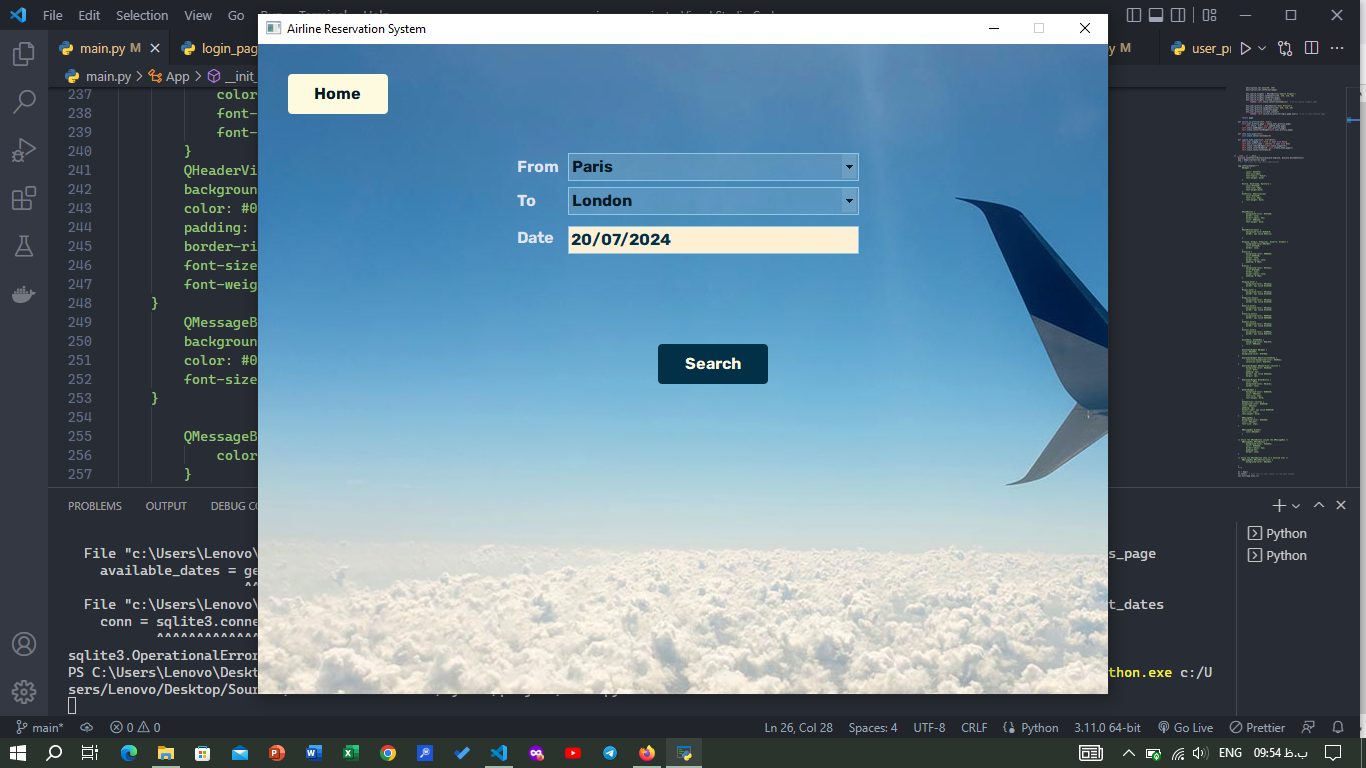 File Edit Selection View Go
Airline Reservation System
main.py M
login_pag
y M
user_pr
main.py > App > __init_
237 color
238 font-
239 font-
240 }
241 QHeaderVi
242 backgroun
243 color: #0
244 padding:
245 border-ri
246 font-size
247 font-weig
248 }
249 QMessageB
250 backgroun
251 color: #0
252 font-size
253 }
254
255 QMessageB
256 color
257 }
Home
From Paris
To London
Date 20/07/2024
Search
PROBLEMS OUTPUT DEBUG CO
File "c:\Users\Lenovo\ s_page
available_dates = ge
^^
File "c:\Users\Lenovo\ t_dates
conn = sqlite3.conne
^^^^^^^^^^^^^
sqlite3.OperationalError
PS C:\Users\Lenovo\Deskt thon.exe c:/U
sers/Lenovo/Desktop/Sour
Python
Python
main* 0 0 Ln 26, Col 28 Spaces: 4 UTF-8 CRLF Python 3.11.0 64-bit Go Live Prettier
ENG 09:54 ب.ظ